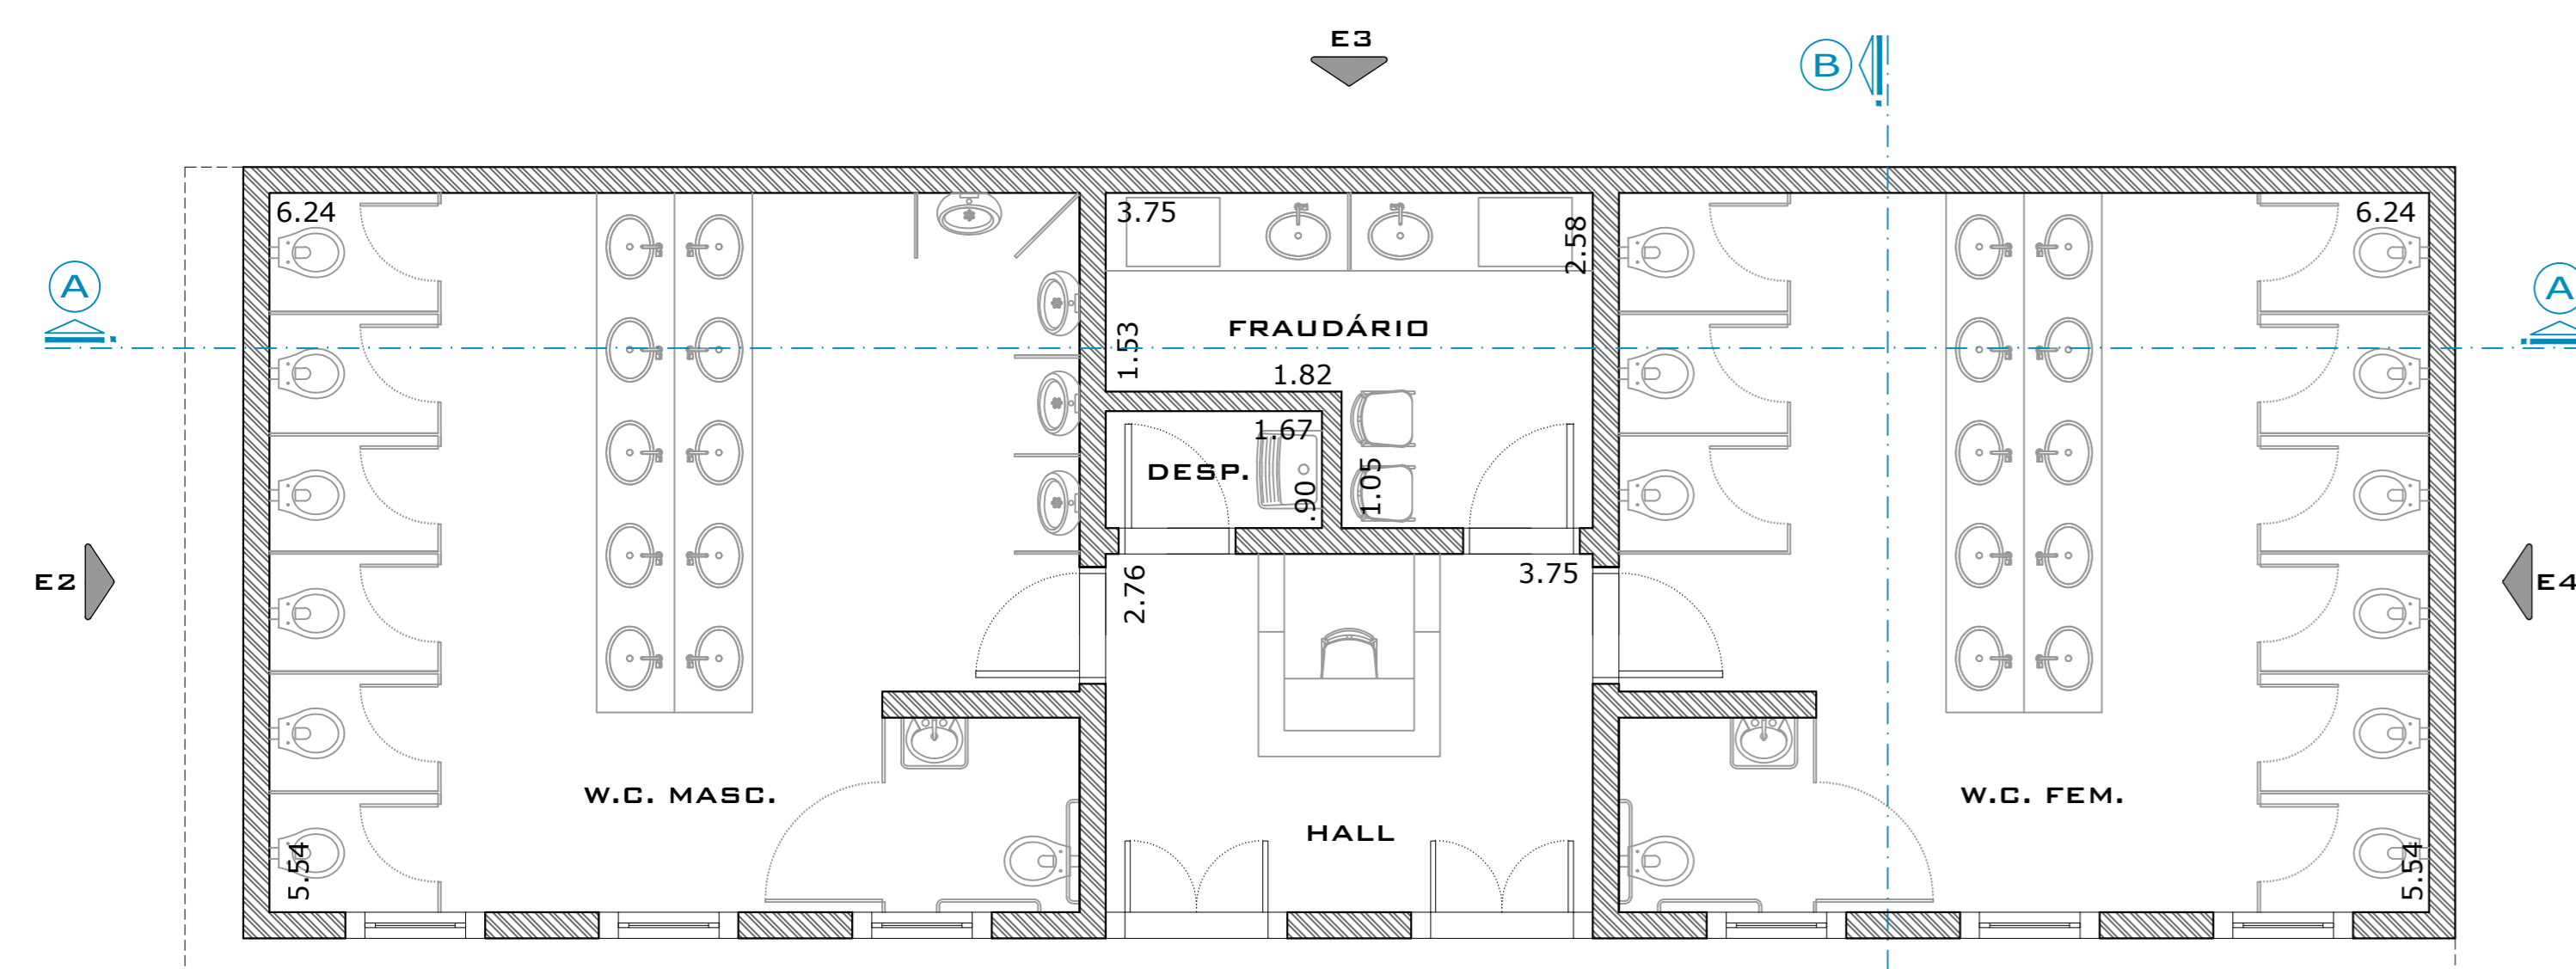 E3
B
6.24
3.75
2.58
6.24
A
A
FRAUDÁRIO
1.53
1.82
1.67
DESP.
.90
1.05
E2
2.76
3.75
E4
W.C. MASC.
W.C. FEM.
HALL
5.54
5.54